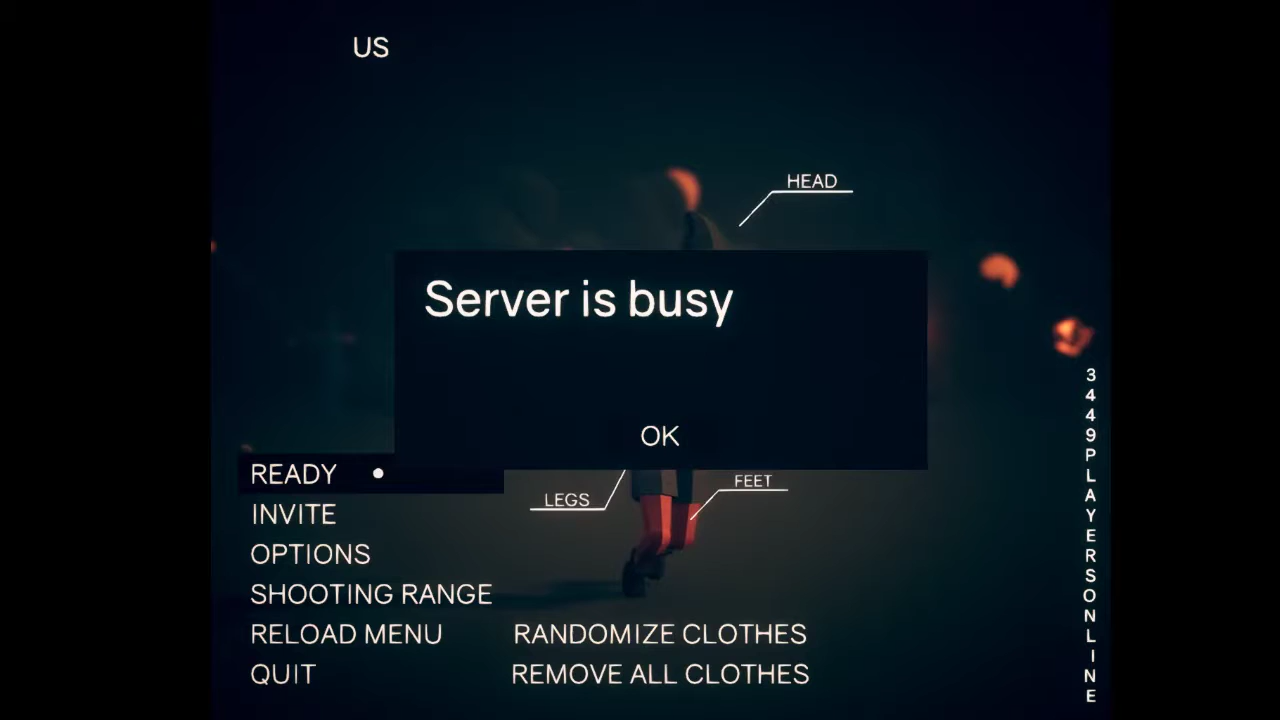 US
HEAD
Server is busy
OK
READY
INVITE
OPTIONS
SHOOTING RANGE
RELOAD MENU
QUIT
LEGS
FEET
RANDOMIZE CLOTHES
REMOVE ALL CLOTHES
3449PLAYERSONLINE